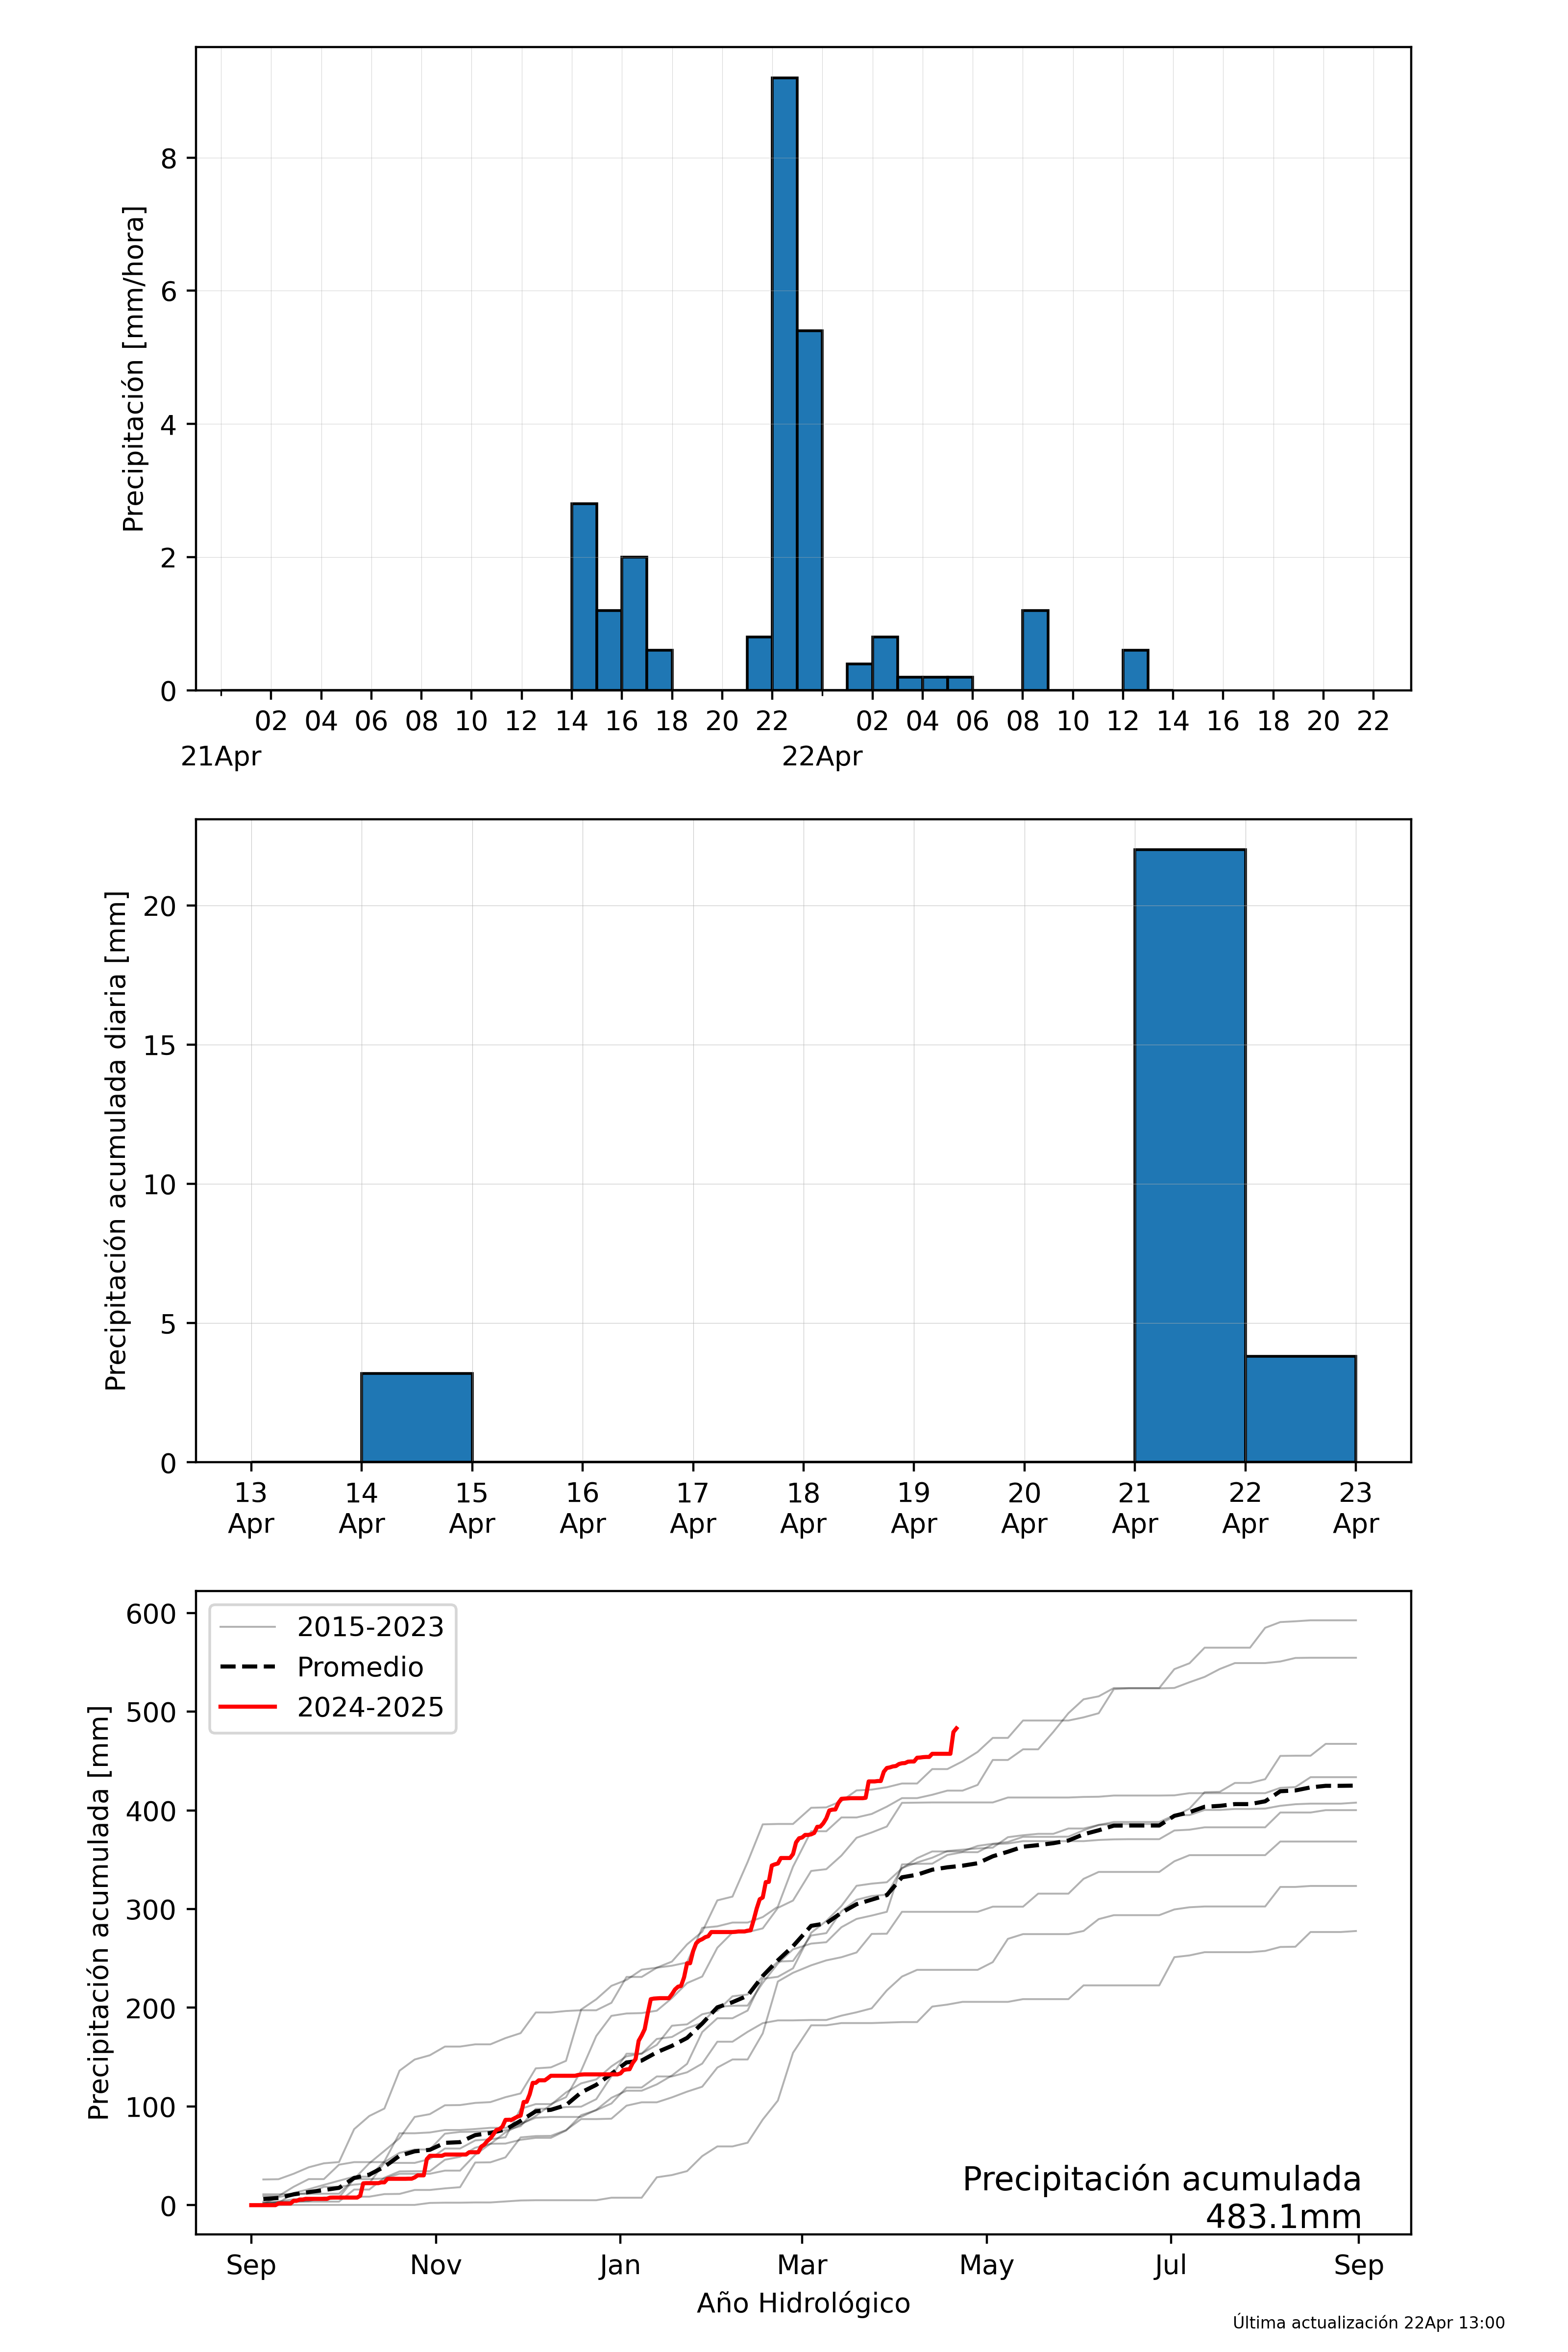 8
6
4
2
0
Precipitación [mm/hora]
02 04 06 08 10 12 14 16 18 20 22 02 04 06 08 10 12 14 16 18 20 22
21Apr 22Apr
20
15
10
5
0
Precipitación acumulada diaria [mm]
13 14 15 16 17 18 19 20 21 22 23
Apr Apr Apr Apr Apr Apr Apr Apr Apr Apr Apr
600
500
400
300
200
100
0
Precipitación acumulada [mm]
2015-2023
Promedio
2024-2025
Precipitación acumulada
483.1mm
Sep Nov Jan Mar May Jul Sep
Año Hidrológico
Última actualización 22Apr 13:00